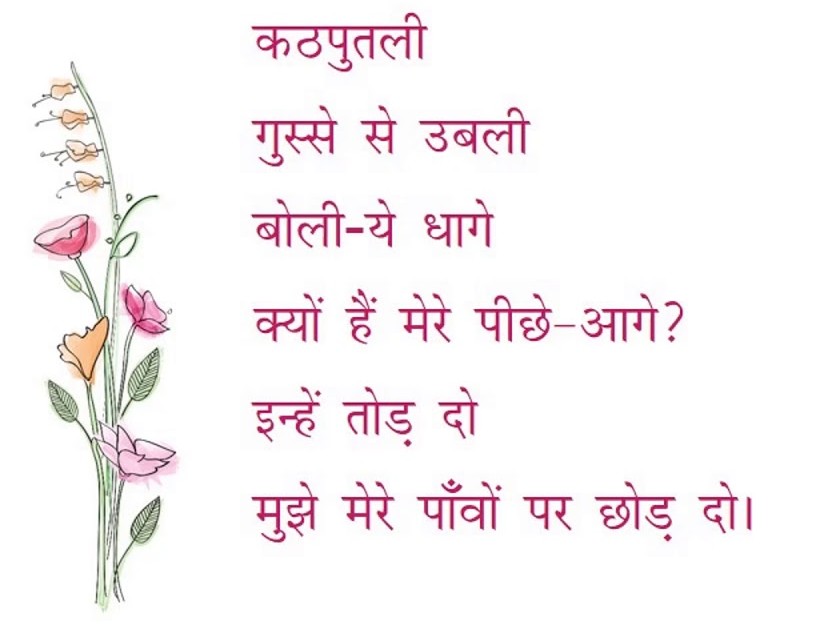 कठपुतली
गुस्से से उबली
बोली-ये धागे
क्यों हैं मेरे पीछे-आगे?
इन्हें तोड़ दो
मुझे मेरे पाँवों पर छोड़ दो।